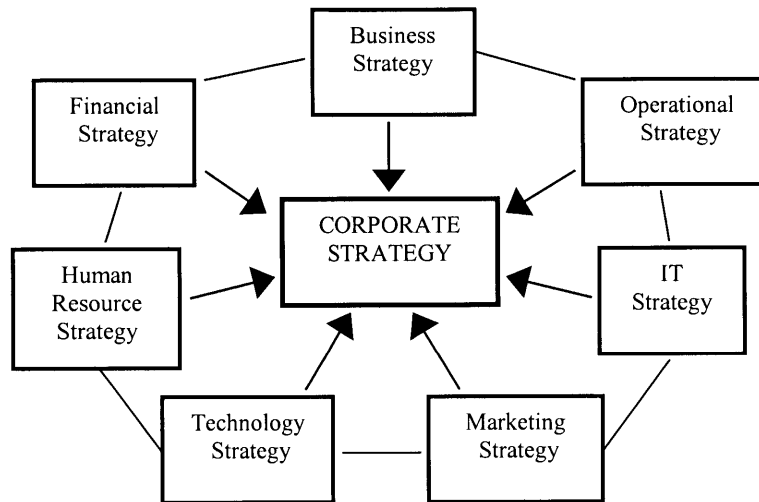 Business
Strategy
Financial
Strategy
Operational
Strategy
CORPORATE
STRATEGY
Human
Resource
Strategy
IT
Strategy
Technology
Strategy
Marketing
Strategy